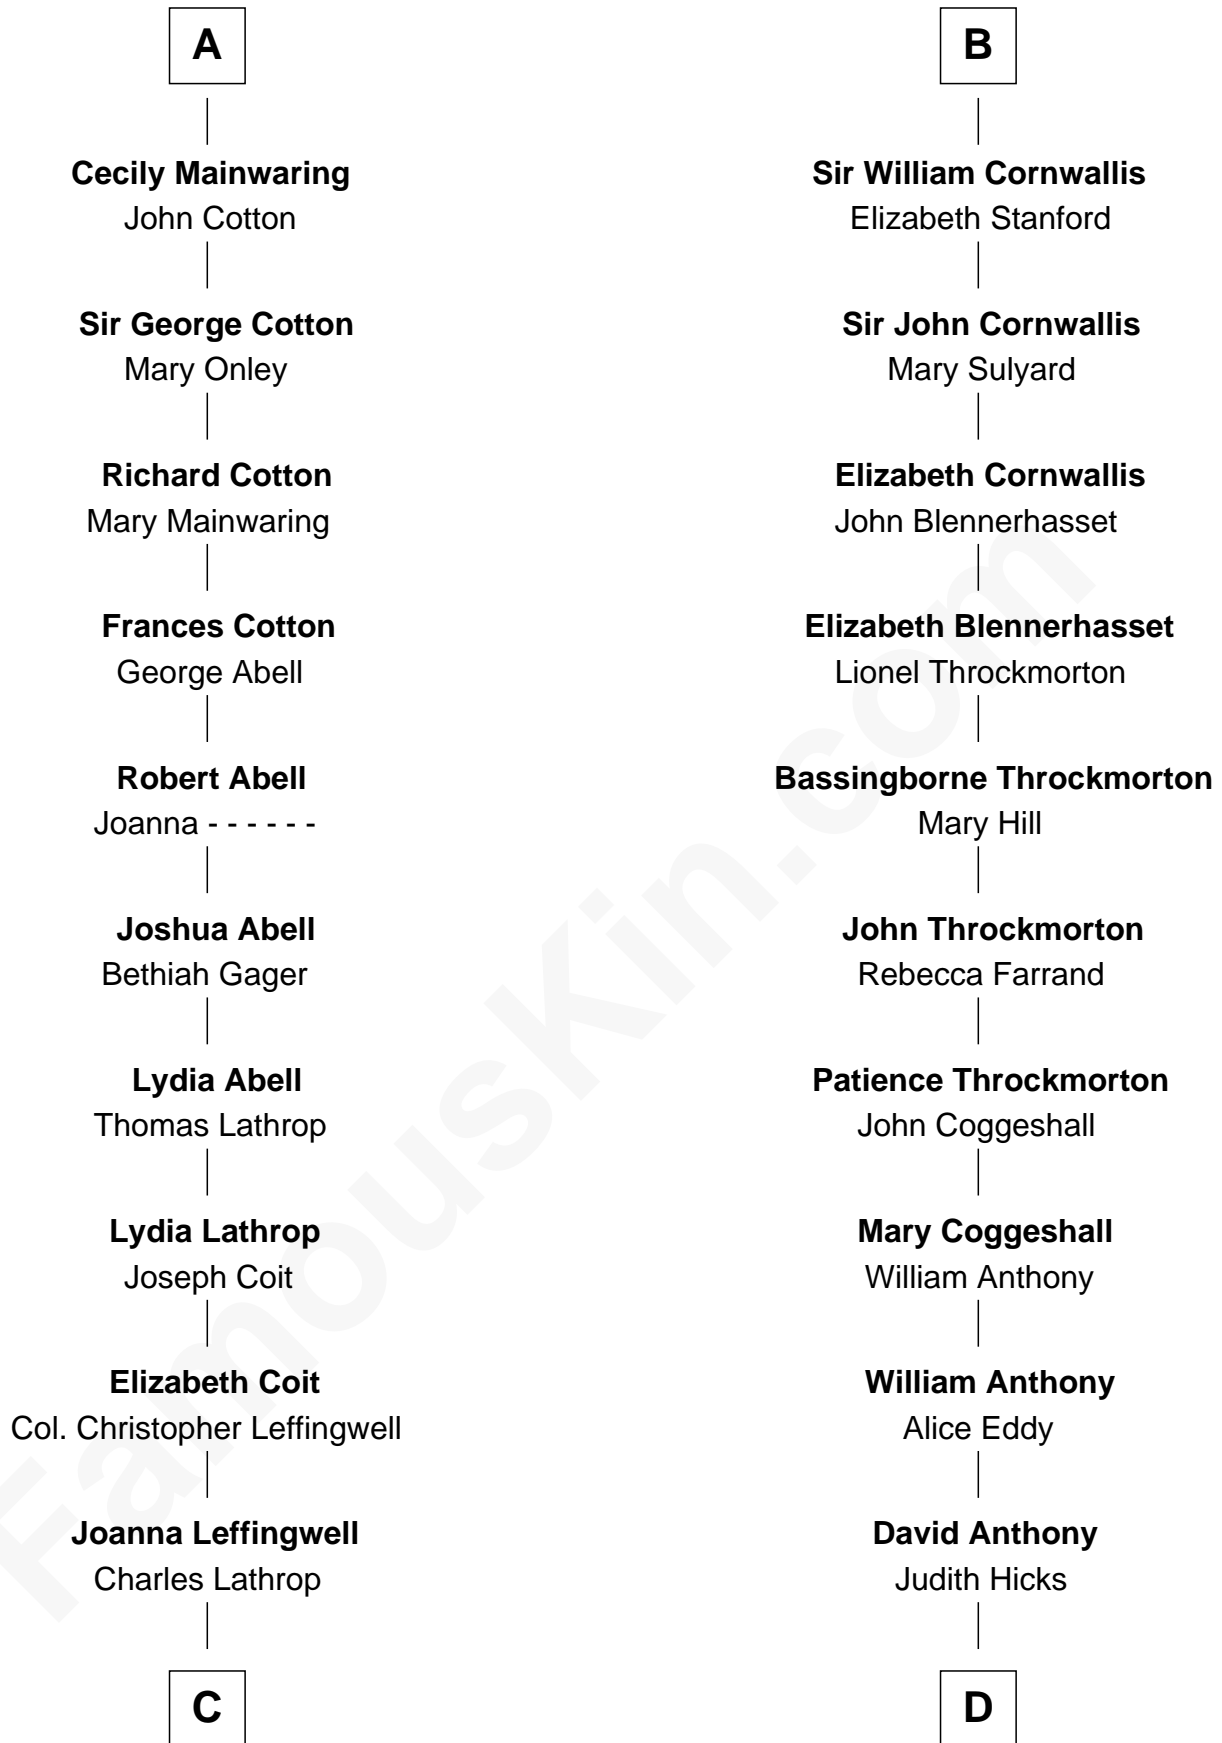 A
Cecily Mainwaring
John Cotton
Sir George Cotton
Mary Onley
Richard Cotton
Mary Mainwaring
Frances Cotton
George Abell
Robert Abell
Joanna - - - - - -
Joshua Abell
Bethiah Gager
Lydia Abell
Thomas Lathrop
Lydia Lathrop
Joseph Coit
Elizabeth Coit
Col. Christopher Leffingwell
Joanna Leffingwell
Charles Lathrop
C
B
Sir William Cornwallis
Elizabeth Stanford
Sir John Cornwallis
Mary Sulyard
Elizabeth Cornwallis
John Blennerhasset
Elizabeth Blennerhasset
Lionel Throckmorton
Bassingborne Throckmorton
Mary Hill
John Throckmorton
Rebecca Farrand
Patience Throckmorton
John Coggeshall
Mary Coggeshall
William Anthony
William Anthony
Alice Eddy
David Anthony
Judith Hicks
D
FamousKin.com